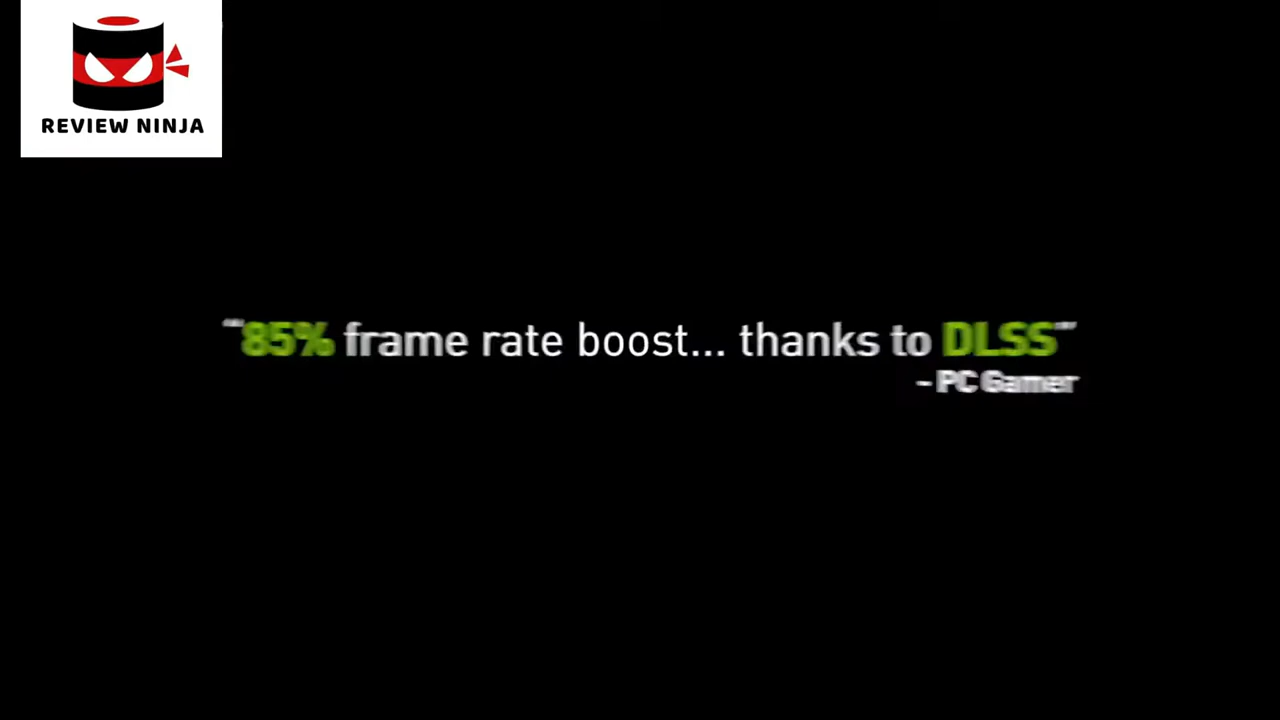 REVIEW NINJA
“85% frame rate boost... thanks to DLSS”
- PC Gamer